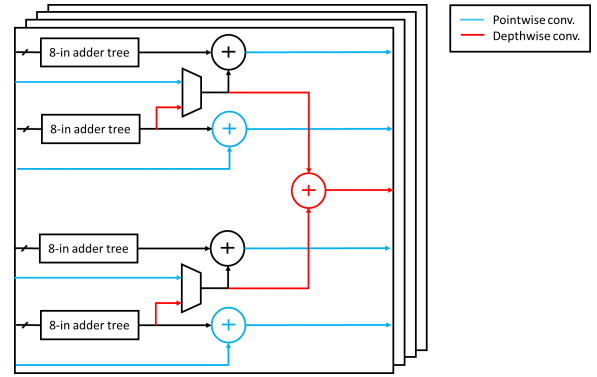 Pointwise conv.
Depthwise conv.
8-in adder tree
+
8-in adder tree
+
+
8-in adder tree
+
8-in adder tree
+